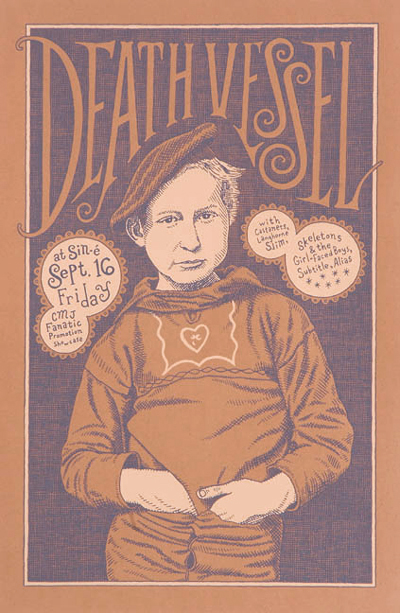 DEATH VESSEL
at Sin-é
Sept. 16
Friday
CMJ
Fanatic
Promotion
Showcase
with
Castanets,
Langhorne
Slim,
Skeletons
& the
Girl-Faced Boys,
Subtitle, Alias